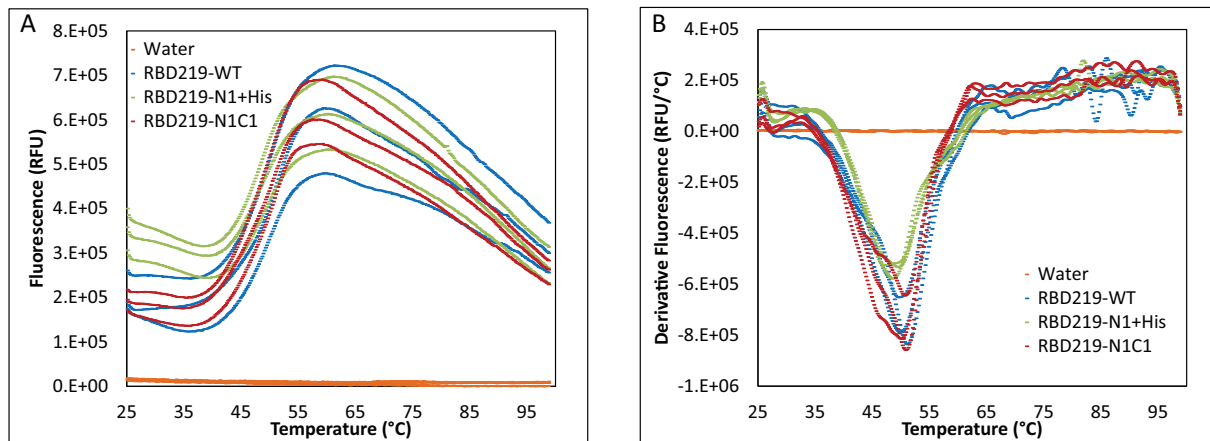 A
8.E+05
7.E+05
6.E+05
5.E+05
4.E+05
3.E+05
2.E+05
1.E+05
0.E+00
Fluorescence (RFU)
Water
RBD219-WT
RBD219-N1+His
RBD219-N1C1
25 35 45 55 65 75 85 95
Temperature (°C)
B
4.E+05
2.E+05
0.E+00
-2.E+05
-4.E+05
-6.E+05
-8.E+05
-1.E+06
Derivative Fluorescence (RFU/°C)
Water
RBD219-WT
RBD219-N1+His
RBD219-N1C1
25 35 45 55 65 75 85 95
Temperature (°C)